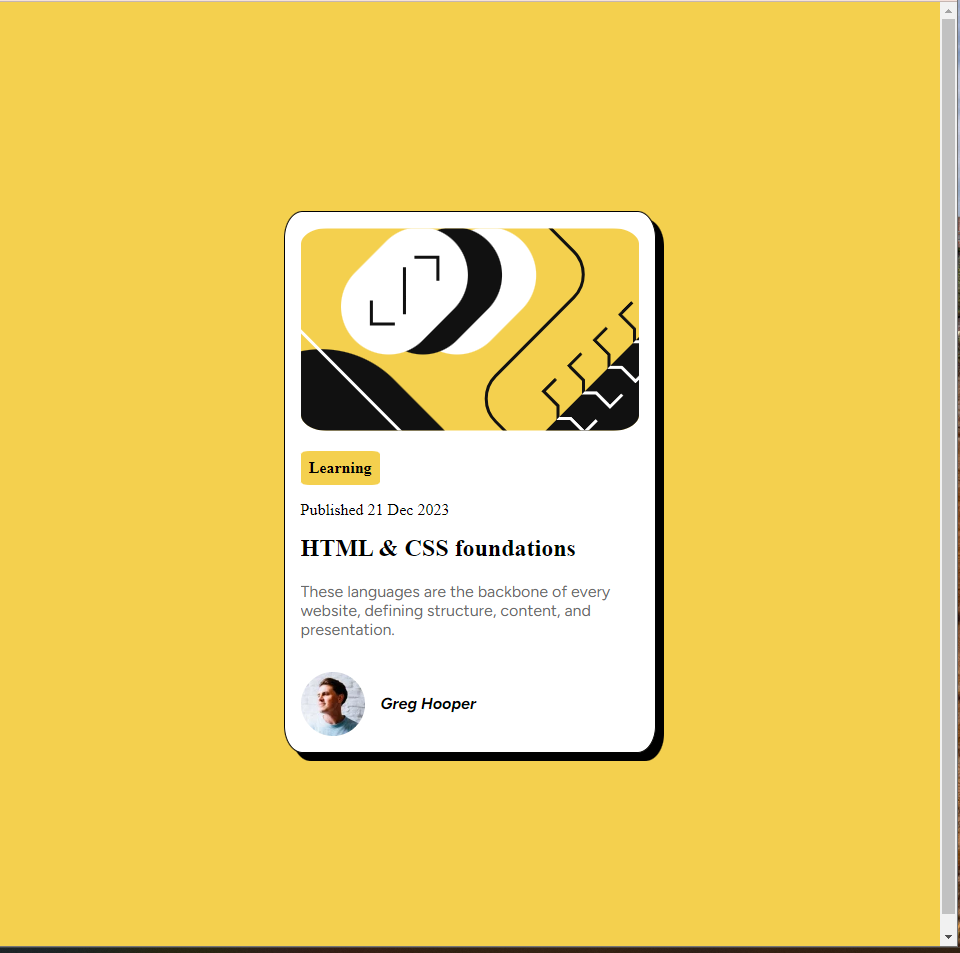 Learning
Published 21 Dec 2023
HTML & CSS foundations
These languages are the backbone of every
website, defining structure, content, and
presentation.
Greg Hooper